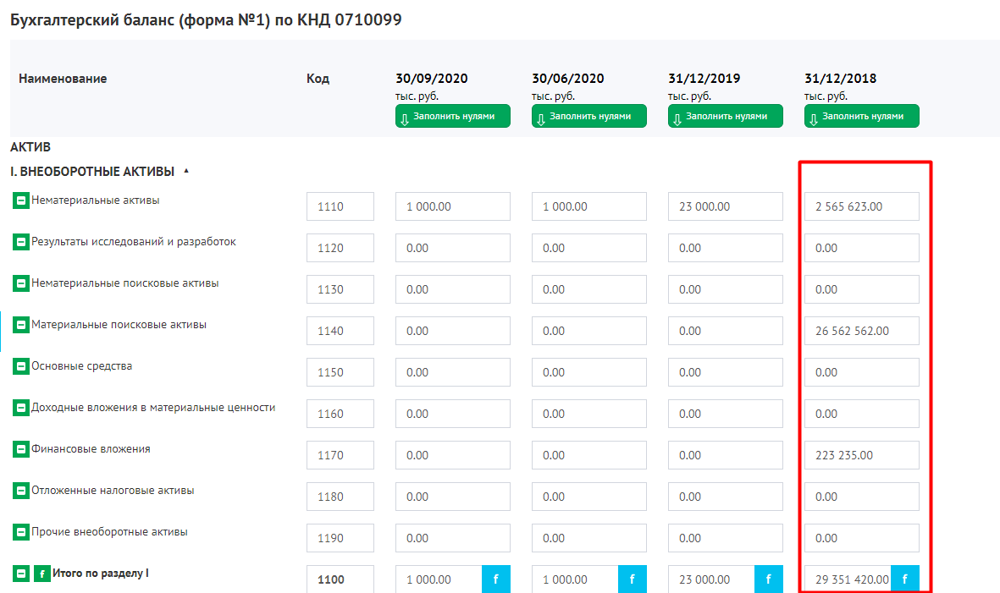 Бухгалтерский баланс (форма №1) по КНД 0710099
Наименование Код 30/09/2020 30/06/2020 31/12/2019 31/12/2018
тыс. руб. тыс. руб. тыс. руб. тыс. руб.
Заполнить нулями Заполнить нулями Заполнить нулями Заполнить нулями
АКТИВ
I. ВНЕОБОРОТНЫЕ АКТИВЫ
Нематериальные активы 1110 1 000.00 1 000.00 23 000.00 2 565 623.00
Результаты исследований и разработок 1120 0.00 0.00 0.00 0.00
Нематериальные поисковые активы 1130 0.00 0.00 0.00 0.00
Материальные поисковые активы 1140 0.00 0.00 0.00 26 562 562.00
Основные средства 1150 0.00 0.00 0.00 0.00
Доходные вложения в материальные ценности 1160 0.00 0.00 0.00 0.00
Финансовые вложения 1170 0.00 0.00 0.00 223 235.00
Отложенные налоговые активы 1180 0.00 0.00 0.00 0.00
Прочие внеоборотные активы 1190 0.00 0.00 0.00 0.00
f Итого по разделу I 1100 1 000.00 f 1 000.00 f 23 000.00 f 29 351 420.00 f